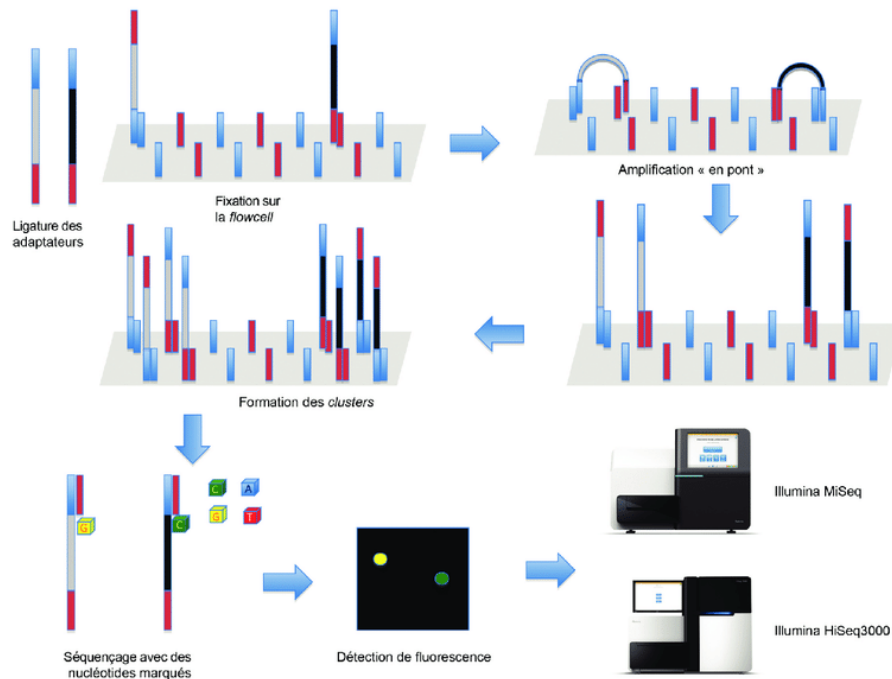 Ligature des
adaptateurs
Fixation sur
la flowcell
Amplification « en pont »
Formation des clusters
G
C
C
A
G
T
Séquençage avec des
nucléotides marqués
Détection de fluorescence
Illumina MiSeq
Illumina HiSeq3000